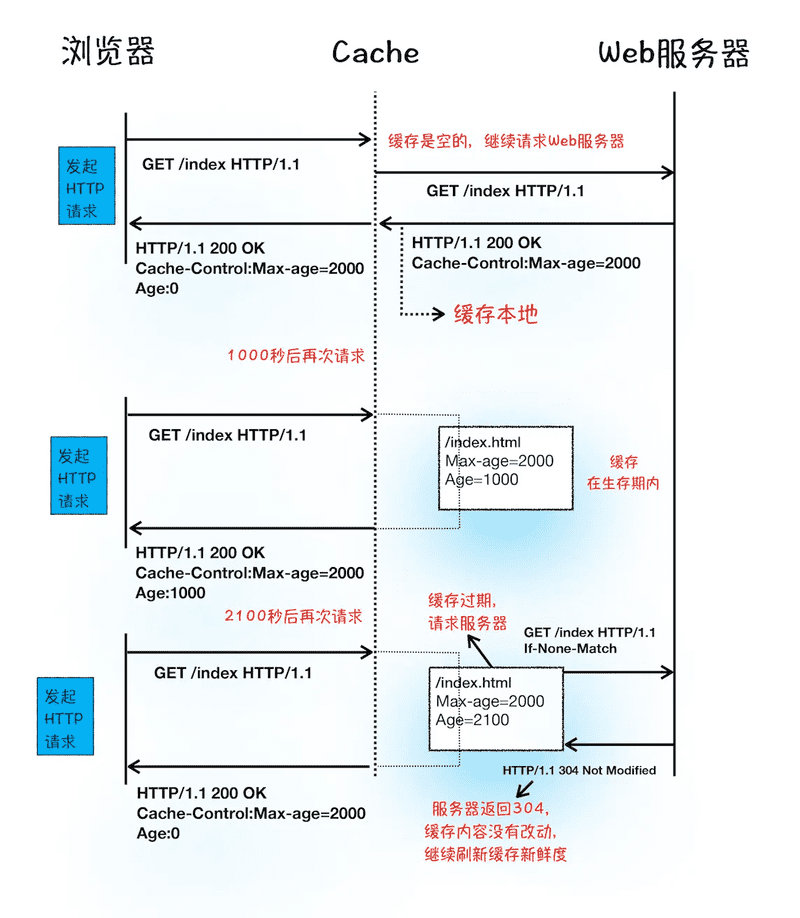 浏览器
Cache
Web服务器
缓存是空的，继续请求Web服务器
发起
HTTP
请求
GET /index HTTP/1.1
GET /index HTTP/1.1
HTTP/1.1 200 OK
Cache-Control:Max-age=2000
Age:0
HTTP/1.1 200 OK
Cache-Control:Max-age=2000
缓存本地
1000秒后再次请求
发起
HTTP
请求
GET /index HTTP/1.1
/index.html
Max-age=2000
Age=1000
缓存
在生存期内
HTTP/1.1 200 OK
Cache-Control:Max-age=2000
Age:1000
2100秒后再次请求
缓存过期，
请求服务器
GET /index HTTP/1.1
If-None-Match
发起
HTTP
请求
GET /index HTTP/1.1
/index.html
Max-age=2000
Age=2100
HTTP/1.1 304 Not Modified
HTTP/1.1 200 OK
Cache-Control:Max-age=2000
Age:0
服务器返回304，
缓存内容没有改动，
继续刷新缓存新鲜度